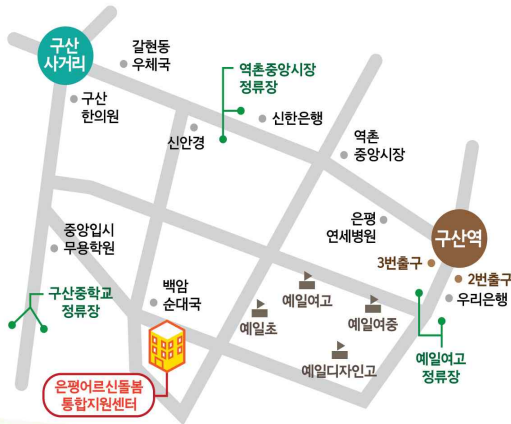 구산
사거리
갈현동
우체국
구산
한의원
역촌중앙시장
정류장
신한은행
신안경
역촌
중앙시장
은평
연세병원
구산역
3번출구
2번출구
우리은행
중앙입시
무용학원
구산중학교
정류장
백암
순대국
예일여고
예일초
예일여중
예일디자인고
예일여고
정류장
은평어르신돌봄
통합지원센터